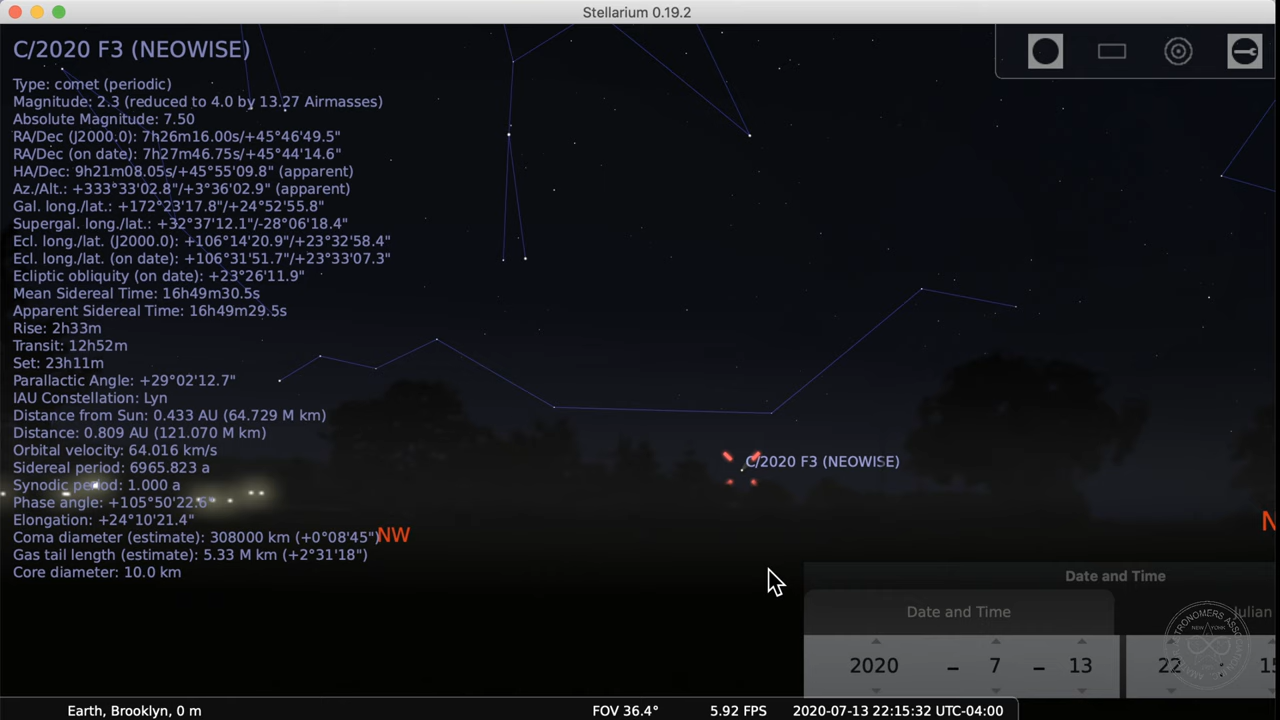 Stellarium 0.19.2
C/2020 F3 (NEOWISE)
Type: comet (periodic)
Magnitude: 2.3 (reduced to 4.0 by 13.27 Airmasses)
Absolute Magnitude: 7.50
RA/Dec (J2000.0): 7h26m16.00s/+45°46'49.5"
RA/Dec (on date): 7h27m46.75s/+45°44'14.6"
HA/Dec: 9h21m08.05s/+45°55'09.8" (apparent)
Az./Alt.: +333°33'02.8"/+3°36'02.9" (apparent)
Gal. long./lat.: +172°23'17.8"/+24°52'55.8"
Supergal. long./lat.: +32°37'12.1"/-28°06'18.4"
Ecl. long./lat. (J2000.0): +106°14'20.9"/+23°32'58.4"
Ecl. long./lat. (on date): +106°31'51.7"/+23°33'07.3"
Ecliptic obliquity (on date): +23°26'11.9"
Mean Sidereal Time: 16h49m30.5s
Apparent Sidereal Time: 16h49m29.5s
Rise: 2h33m
Transit: 12h52m
Set: 23h11m
Parallactic Angle: +29°02'12.7"
IAU Constellation: Lyn
Distance from Sun: 0.433 AU (64.729 M km)
Distance: 0.809 AU (121.070 M km)
Orbital velocity: 64.016 km/s
Sidereal period: 6965.823 a
Synodic period: 1.000 a
Phase angle: +105°50'22.6"
Elongation: +24°10'21.4"
Coma diameter (estimate): 308000 km (+0°08'45")
Gas tail length (estimate): 5.33 M km (+2°31'18")
Core diameter: 10.0 km
C/2020 F3 (NEOWISE)
NW
N
Date and Time
Date and Time
Julian
2020 - 7 - 13
22 : 15
NEW YORK
Earth, Brooklyn, 0 m
FOV 36.4°
5.92 FPS
2020-07-13 22:15:32 UTC-04:00